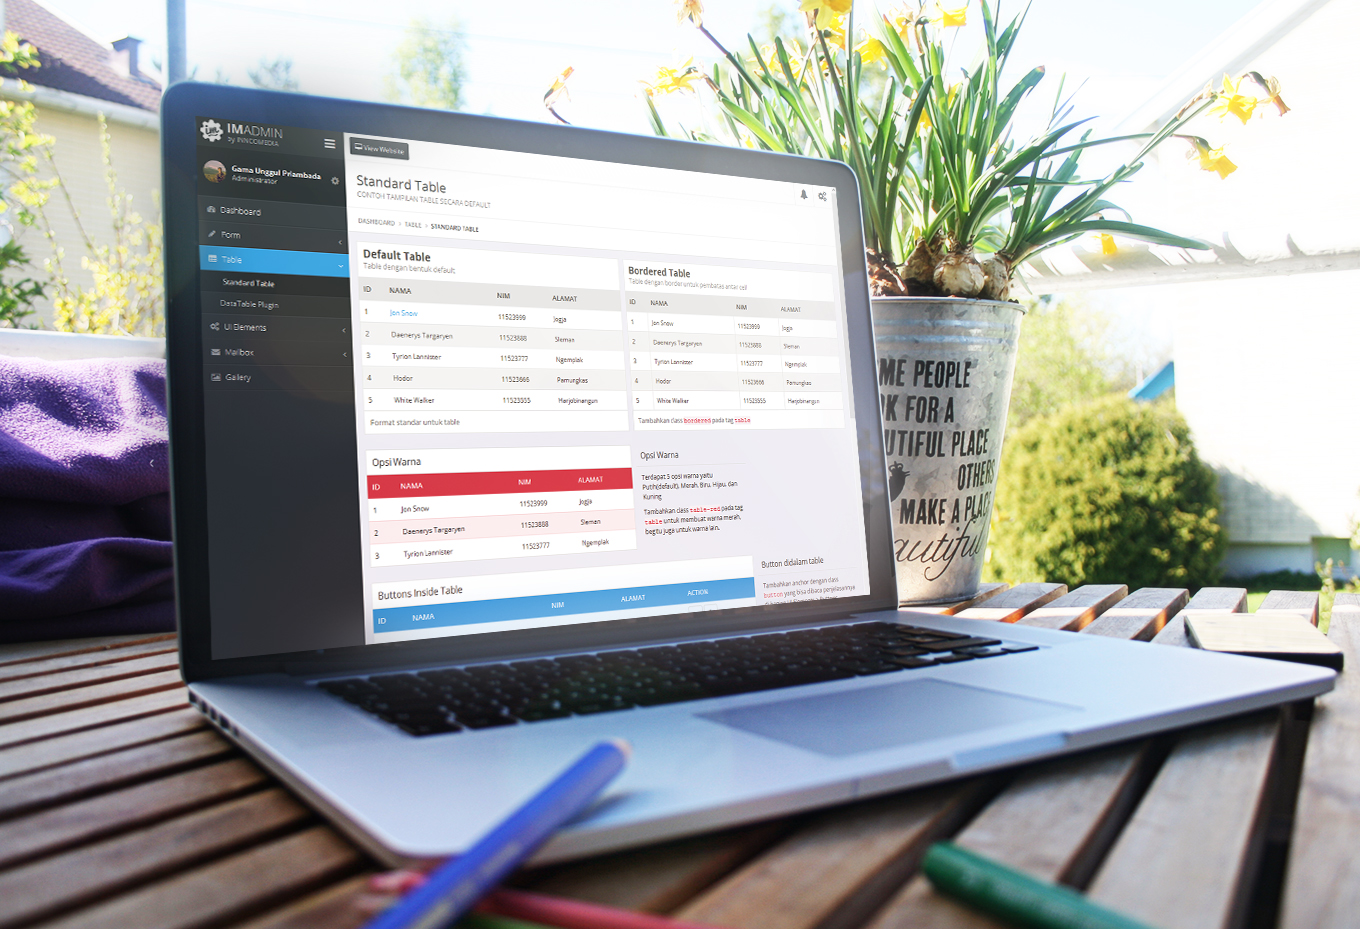 IMADMIN
by INNCOMEDIA
Gama Unggul Priambada
Administrator
Dashboard
Form
Table
Standard Table
DataTable Plugin
UI Elements
Mailbox
Gallery
View Website
Standard Table
CONTOH TAMPILAN TABLE SECARA DEFAULT
DASHBOARD > TABLE > STANDARD TABLE
Default Table
Table dengan bentuk default
ID NAMA NIM ALAMAT
1 Jon Snow 11523999 Jogja
2 Daenerys Targaryen 11523888 Sleman
3 Tyrion Lannister 11523777 Ngemplak
4 Hodor 11523666 Pamungkas
5 White Walker 11523555 Harjobinangun
Format standar untuk table
Bordered Table
Table dengan border untuk pembatas antar cell
ID NAMA NIM ALAMAT
1 Jon Snow 11523999 Jogja
2 Daenerys Targaryen 11523888 Sleman
3 Tyrion Lannister 11523777 Ngemplak
4 Hodor 11523666 Pamungkas
5 White Walker 11523555 Harjobinangun
Tambahkan class bordered pada tag table
Opsi Warna
ID NAMA NIM ALAMAT
1 Jon Snow 11523999 Jogja
2 Daenerys Targaryen 11523888 Sleman
3 Tyrion Lannister 11523777 Ngemplak
Opsi Warna
Terdapat 5 opsi warna yaitu
Putih(default), Merah, Biru, Hijau, dan
Kuning
Tambahkan class table-red pada tag
table untuk membuat warna merah,
begitu juga untuk warna lain.
Buttons Inside Table
ID NAMA NIM ALAMAT ACTION
Button didalam table
Tambahkan anchor dengan class
button yang bisa dibaca penjelasannya
ME PEOPLE
K FOR A
UTIFUL PLACE
OTHERS
MAKE A PLACE
autiful